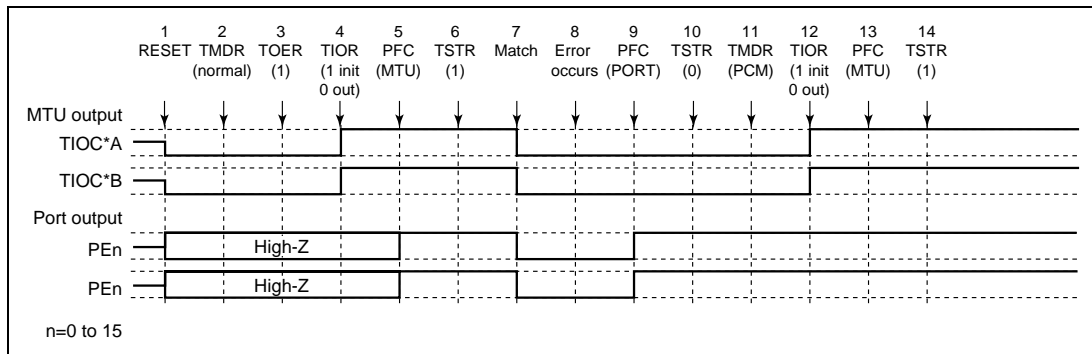 1 2 3 4 5 6 7 8 9 10 11 12 13 14
RESET TMDR TOER TIOR PFC TSTR Match Error PFC TSTR TMDR TIOR PFC TSTR
(normal) (1) (1 init (MTU) (1) occurs (PORT) (0) (PCM) (1 init (MTU) (1)
0 out) 0 out)
MTU output
TIOC*A
TIOC*B
Port output
PEn High-Z
PEn High-Z
n=0 to 15